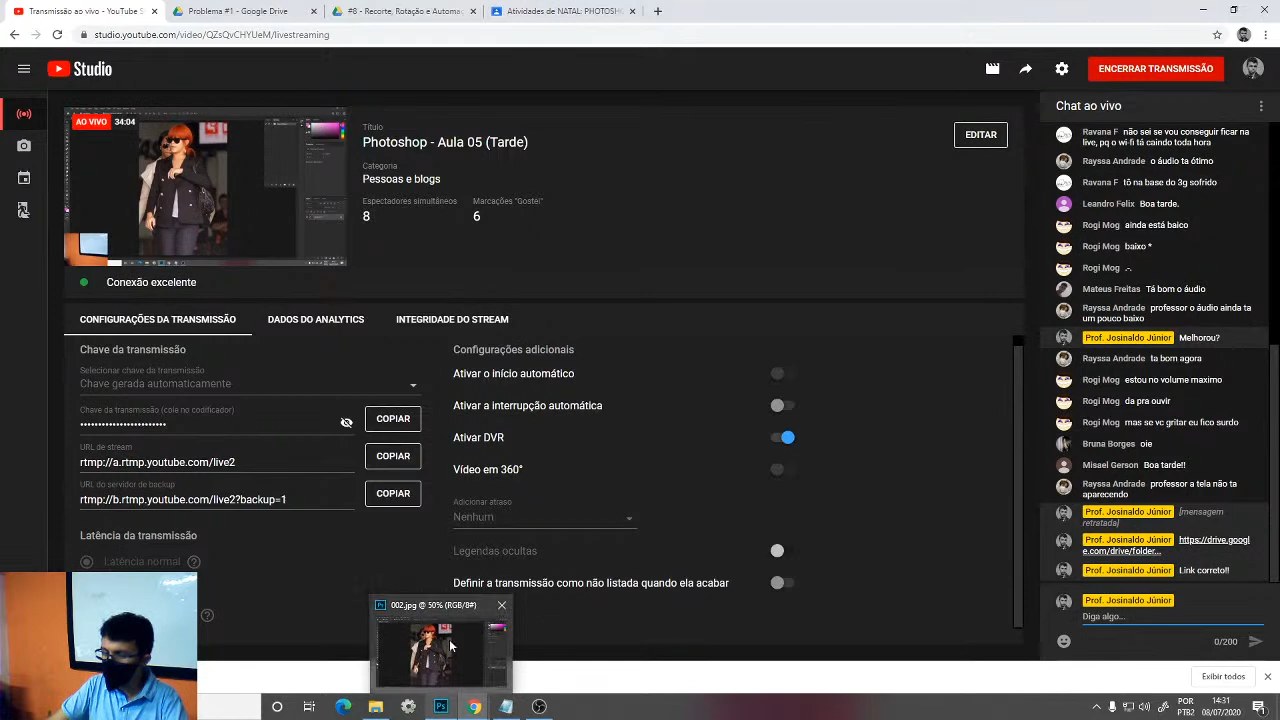 Transmissão ao vivo - YouTube S
Problema #1 - Google Drive
#8 - Recorte, Rotação e Automaç
Atividades de NATAL: PHOTOSH
studio.youtube.com/video/QZsQvCHYUeM/livestreaming
Studio
ENCERRAR TRANSMISSÃO
AO VIVO
34:04
Título
Photoshop - Aula 05 (Tarde)
Categoria
Pessoas e blogs
Espectadores simultâneos
Marcações "Gostei"
8
6
EDITAR
Conexão excelente
CONFIGURAÇÕES DA TRANSMISSÃO
DADOS DO ANALYTICS
INTEGRIDADE DO STREAM
Chave da transmissão
Selecionar chave da transmissão
Chave gerada automaticamente
Chave da transmissão (cole no codificador)
••••••••••••••••••••••••
COPIAR
URL de stream
rtmp://a.rtmp.youtube.com/live2
COPIAR
URL do servidor de backup
rtmp://b.rtmp.youtube.com/live2?backup=1
COPIAR
Latência da transmissão
Latência normal
Configurações adicionais
Ativar o início automático
Ativar a interrupção automática
Ativar DVR
Vídeo em 360°
Adicionar atraso
Nenhum
Legendas ocultas
Definir a transmissão como não listada quando ela acabar
Chat ao vivo
Ravana F não sei se vou conseguir ficar na
live, pq o wi-fi tá caindo toda hora
Rayssa Andrade o áudio ta ótimo
Ravana F tô na base do 3g sofrido
Leandro Felix Boa tarde.
Rogi Mog ainda está baico
Rogi Mog baixo *
Rogi Mog .-.
Mateus Freitas Tá bom o áudio
Rayssa Andrade professor o áudio ainda ta
um pouco baixo
Prof. Josinaldo Júnior Melhorou?
Rayssa Andrade ta bom agora
Rogi Mog estou no volume maximo
Rogi Mog da pra ouvir
Rogi Mog mas se vc gritar eu fico surdo
Bruna Borges oie
Misael Gerson Boa tarde!!
Rayssa Andrade professor a tela não ta
aparecendo
Prof. Josinaldo Júnior [mensagem
retratada]
Prof. Josinaldo Júnior https://drive.googl
e.com/drive/folder...
Prof. Josinaldo Júnior Link correto!!
Prof. Josinaldo Júnior
Diga algo...
0/200
002.jpg @ 50% (RGB/8#)
Exibir todos
POR
PTB2
14:31
08/07/2020